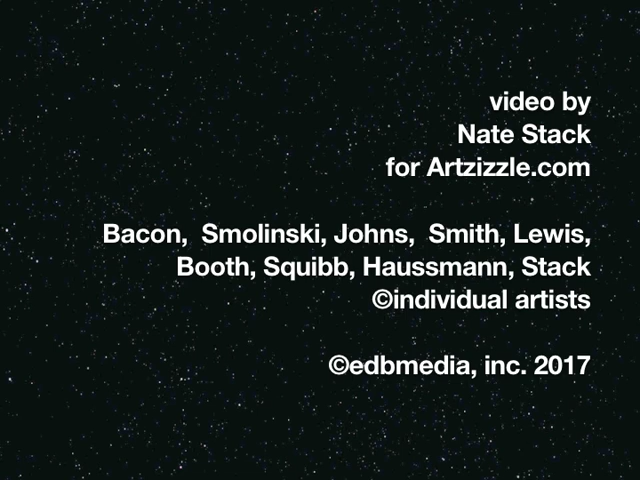 video by
Nate Stack
for Artzizzle.com
Bacon,  Smolinski, Johns,  Smith, Lewis,
Booth, Squibb, Haussmann, Stack
©individual artists
©edbmedia, inc. 2017